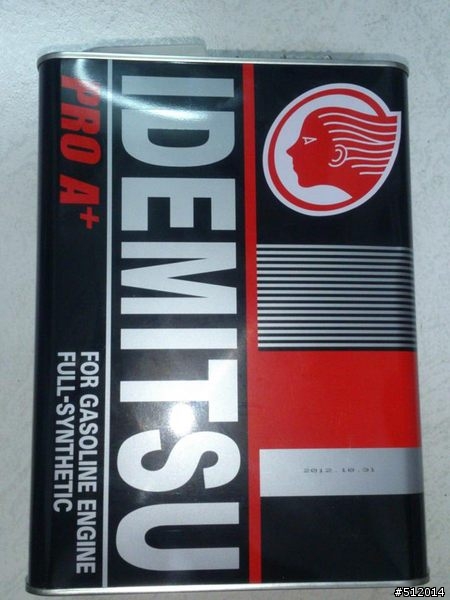 IDEMITSU
PRO A+
FOR GASOLINE ENGINE
FULL-SYNTHETIC
2012.10.31
#512014